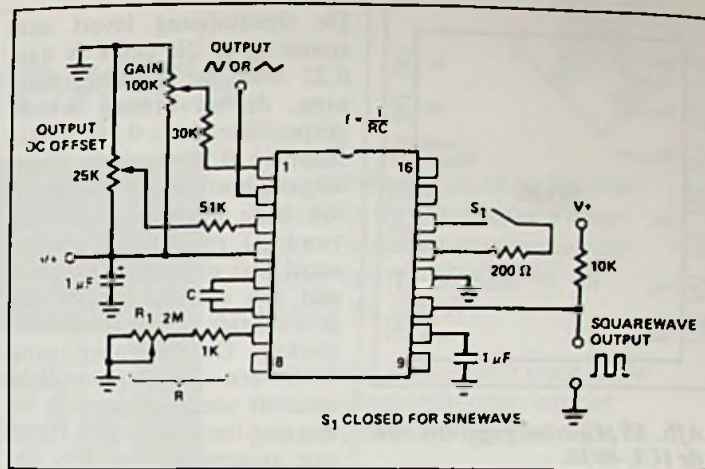 OUTPUT
OR
GAIN
100K
f = 1/RC
OUTPUT
DC OFFSET
30K
1
16
25K
51K
S1
V+
V+
200 Ω
10K
1 µF
+
C
SQUAREWAVE
OUTPUT
R1 2M
1K
8
9
1 µF
R
S1 CLOSED FOR SINEWAVE